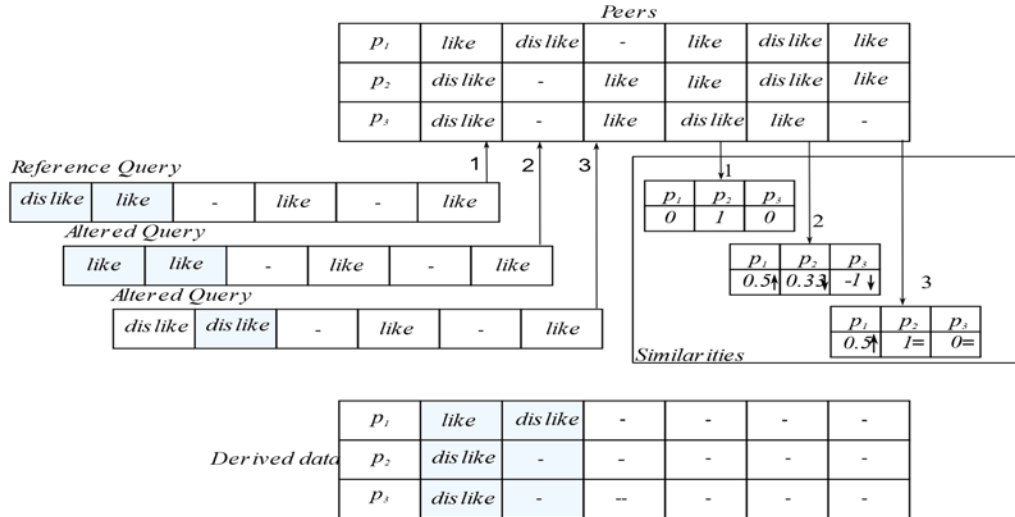 Peers
p₁ like dislike - like dislike like
p₂ dislike - like like dislike like
p₃ dislike - like dislike like -
Reference Query
1 2 3
dislike like - like - like
Altered Query
like like - like - like
Altered Query
dislike dislike - like - like
1
p₁ p₂ p₃
0 1 0
2
p₁ p₂ p₃
0.5↑ 0.33↓ -1↓
3
p₁ p₂ p₃
0.5↑ 1= 0=
Similarities
Derived data
p₁ like dislike - - - -
p₂ dislike - - - - -
p₃ dislike - -- - - -